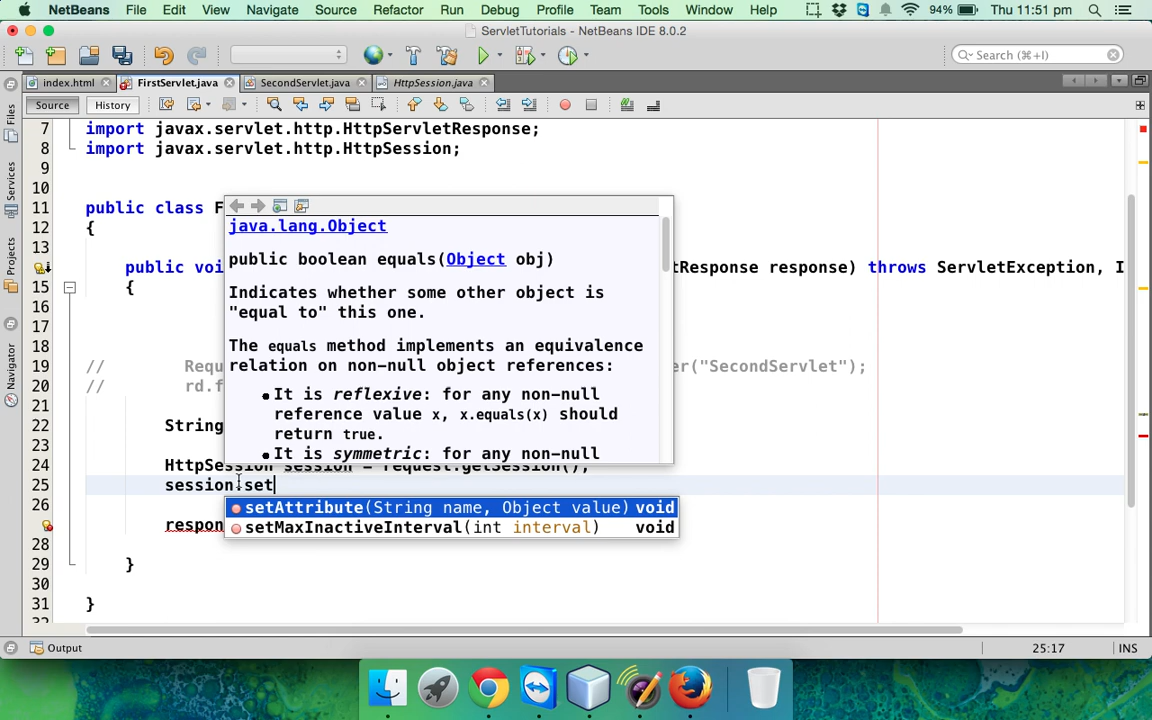 NetBeans File Edit View Navigate Source Refactor Run Debug Profile Team Tools Window Help 94% Thu 11:51 pm
ServletTutorials - NetBeans IDE 8.0.2
Search (⌘+I)
index.html FirstServlet.java SecondServlet.java HttpSession.java
Source History
Files
Services
Projects
Navigator
7 import javax.servlet.http.HttpServletResponse;
8 import javax.servlet.http.HttpSession;
9
10
11 public class F
12 {
13
public voi tResponse response) throws ServletException, I
15 {
16
17
18
19 // Requ er("SecondServlet");
20 // rd.f
21
22 String
23
24 HttpSession session = request.getSession();
25 session.set
26
respon
28
29 }
30
31 }
32
java.lang.Object
public boolean equals(Object obj)
Indicates whether some other object is
"equal to" this one.
The equals method implements an equivalence
relation on non-null object references:
It is reflexive: for any non-null
reference value x, x.equals(x) should
return true.
It is symmetric: for any non-null
setAttribute(String name, Object value) void
setMaxInactiveInterval(int interval) void
Output 25:17 INS